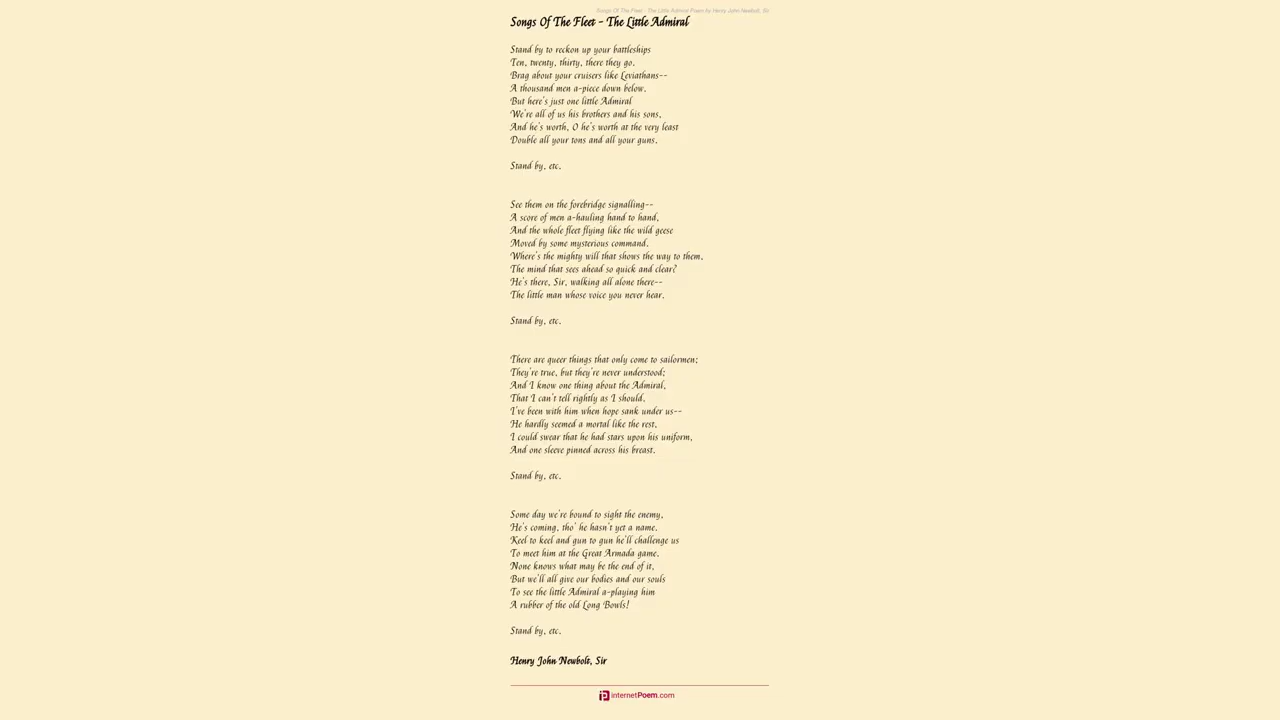 Songs Of The Fleet - The Little Admiral Poem by Henry John Newbolt, Sir
Songs Of The Fleet - The Little Admiral
Stand by to reckon up your battleships
Ten, twenty, thirty, there they go.
Brag about your cruisers like Leviathans--
A thousand men a-piece down below.
But here's just one little Admiral
We're all of us his brothers and his sons,
And he's worth, O he's worth at the very least
Double all your tons and all your guns.
Stand by, etc.
See them on the forebridge signalling--
A score of men a-hauling hand to hand,
And the whole fleet flying like the wild geese
Moved by some mysterious command.
Where's the mighty will that shows the way to them,
The mind that sees ahead so quick and clear?
He's there, Sir, walking all alone there--
The little man whose voice you never hear.
Stand by, etc.
There are queer things that only come to sailormen;
They're true, but they're never understood;
And I know one thing about the Admiral,
That I can't tell rightly as I should.
I've been with him when hope sank under us--
He hardly seemed a mortal like the rest,
I could swear that he had stars upon his uniform,
And one sleeve pinned across his breast.
Stand by, etc.
Some day we're bound to sight the enemy,
He's coming, tho' he hasn't yet a name.
Keel to keel and gun to gun he'll challenge us
To meet him at the Great Armada game.
None knows what may be the end of it,
But we'll all give our bodies and our souls
To see the little Admiral a-playing him
A rubber of the old Long Bowls!
Stand by, etc.
Henry John Newbolt, Sir
internetPoem.com